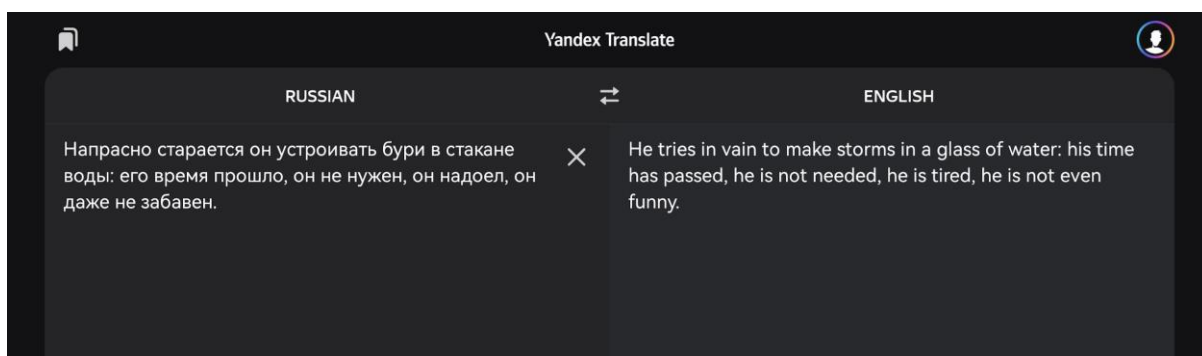 Yandex Translate
RUSSIAN
ENGLISH
Напрасно старается он устроивать бури в стакане
воды: его время прошло, он не нужен, он надоел, он
даже не забавен.
He tries in vain to make storms in a glass of water: his time
has passed, he is not needed, he is tired, he is not even
funny.